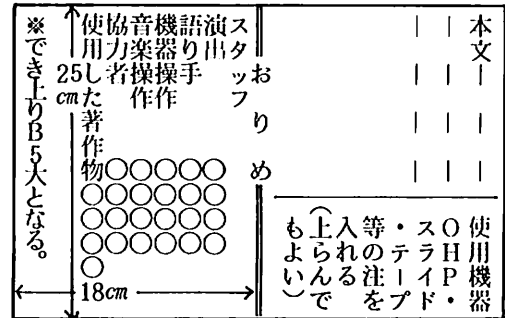 本文
使用機器
OHP・
スライド
・テープ
等の注を
入れる
(上らんで
もよい)
おりめ
スタッフ
演出 ○○○○
語り手 ○○○○
機器操作 ○○○○
音楽操作 ○○○○
協力者 ○○○○
使用した著作物○○○○○
25cm
18cm
※でき上りB5大となる。